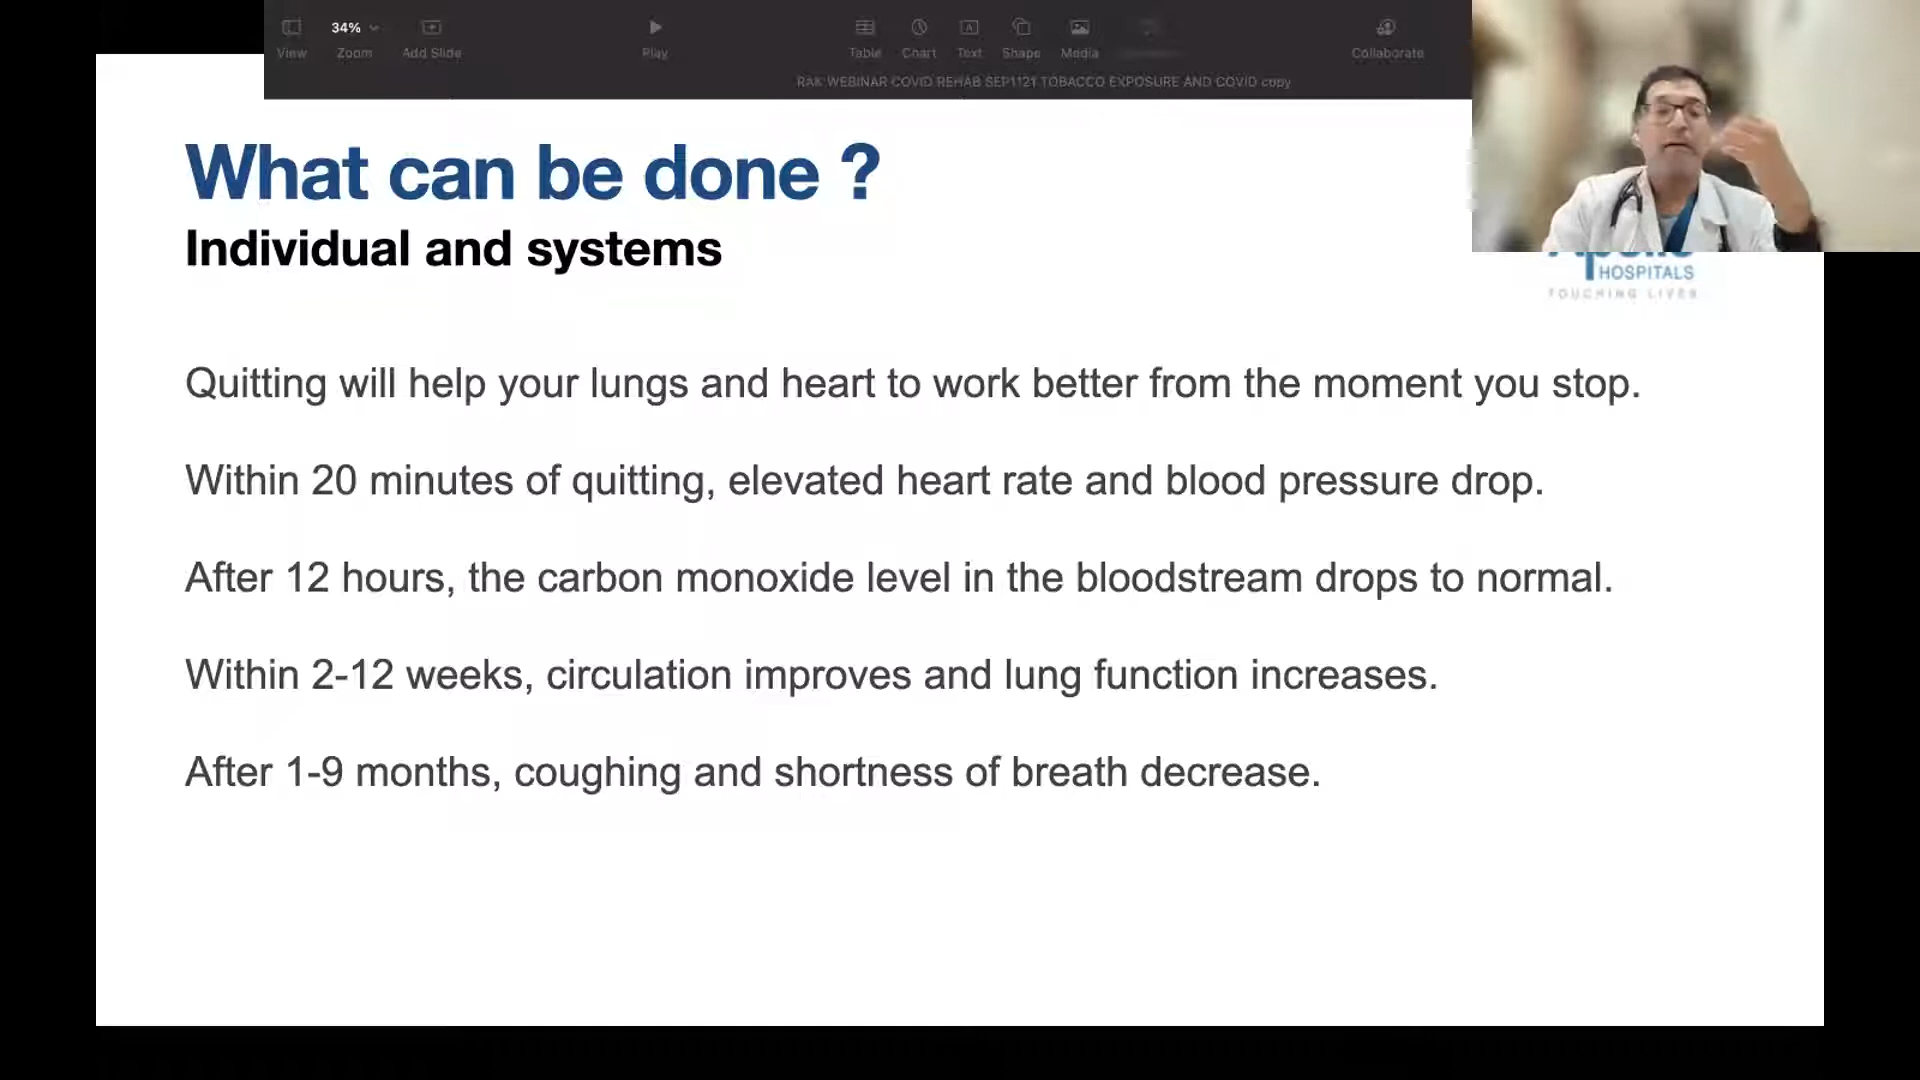 34%
View
Zoom
Add Slide
Play
Table
Chart
Text
Shape
Media
Collaborate
RAK WEBINAR COVID REHAB SEP1121 TOBACCO EXPOSURE AND COVID copy
What can be done ?
Individual and systems
HOSPITALS
TOUCHING LIVES
Quitting will help your lungs and heart to work better from the moment you stop.
Within 20 minutes of quitting, elevated heart rate and blood pressure drop.
After 12 hours, the carbon monoxide level in the bloodstream drops to normal.
Within 2-12 weeks, circulation improves and lung function increases.
After 1-9 months, coughing and shortness of breath decrease.